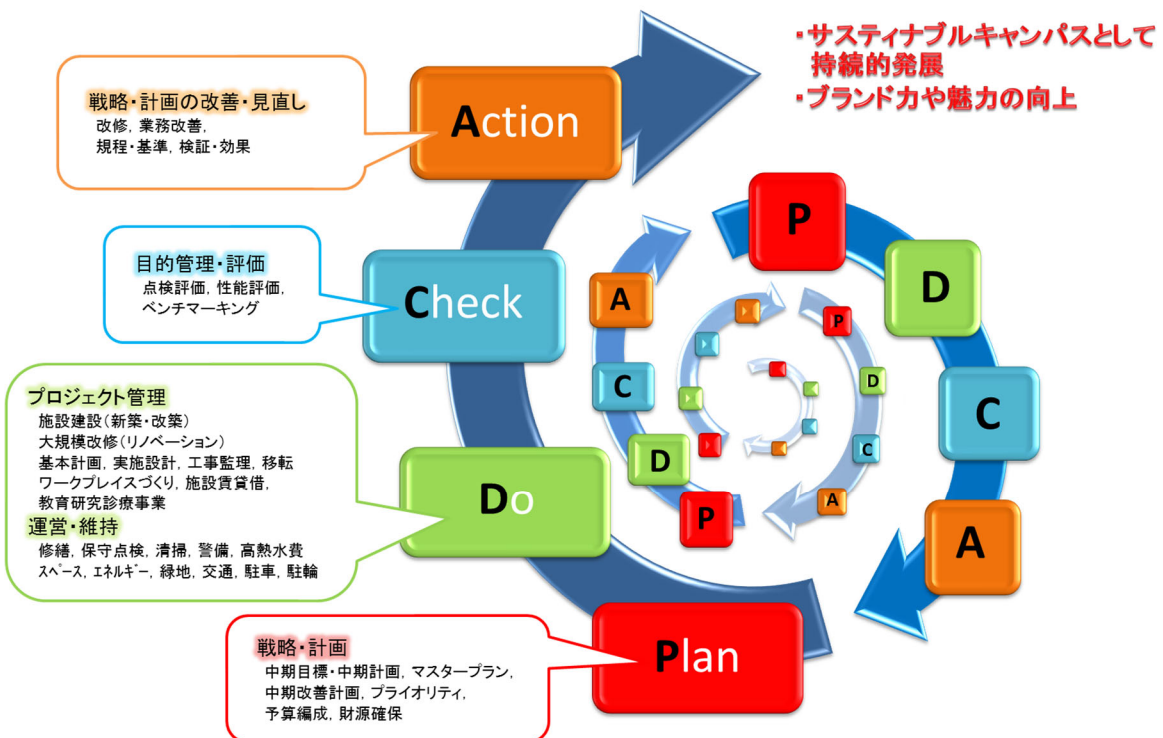 ・サスティナブルキャンパスとして
持続的発展
・ブランド力や魅力の向上
戦略・計画の改善・見直し
改修, 業務改善,
規程・基準, 検証・効果
Action
目的管理・評価
点検評価, 性能評価,
ベンチマーキング
Check
プロジェクト管理
施設建設(新築・改築)
大規模改修(リノベーション)
基本計画, 実施設計, 工事監理, 移転
ワークプレイスづくり, 施設賃貸借,
教育研究診療事業
運営・維持
修繕, 保守点検, 清掃, 警備, 高熱水費
スペース, エネルギー, 緑地, 交通, 駐車, 駐輪
Do
戦略・計画
中期目標・中期計画, マスタープラン,
中期改善計画, プライオリティ,
予算編成, 財源確保
Plan
P
D
C
A
A
C
D
P
P
D
C
A